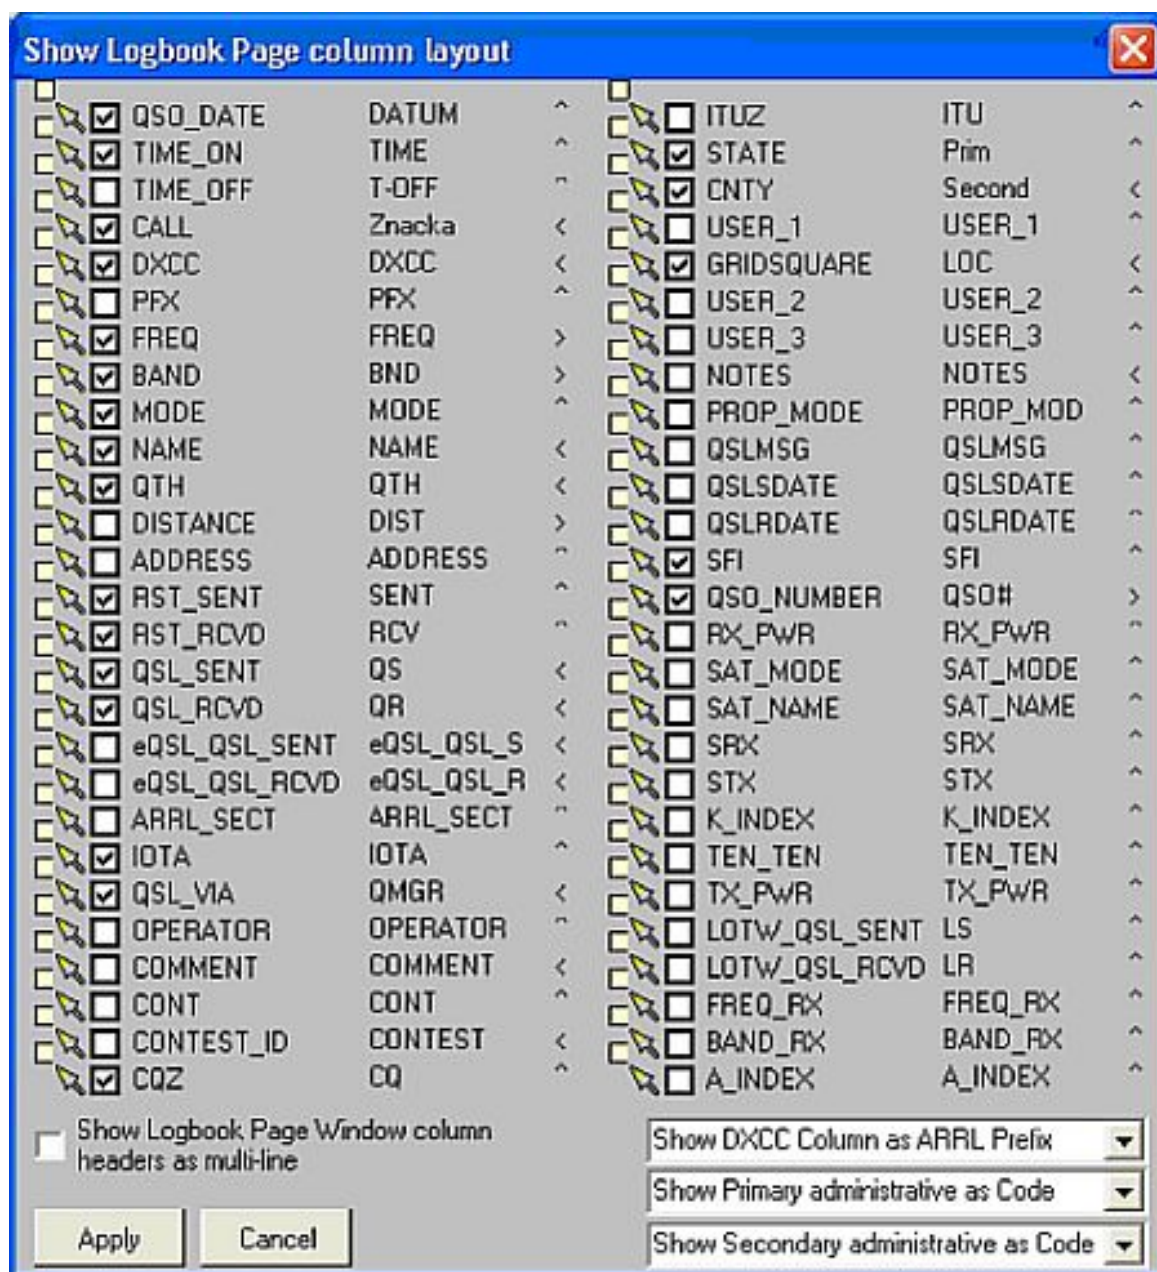 Show Logbook Page column layout
QSO_DATE DATUM ^
TIME_ON TIME ^
TIME_OFF T-OFF ^
CALL Znacka <
DXCC DXCC <
PFX PFX ^
FREQ FREQ >
BAND BND >
MODE MODE ^
NAME NAME <
QTH QTH <
DISTANCE DIST >
ADDRESS ADDRESS ^
RST_SENT SENT ^
RST_RCVD RCV ^
QSL_SENT QS <
QSL_RCVD QR <
eQSL_QSL_SENT eQSL_QSL_S <
eQSL_QSL_RCVD eQSL_QSL_R <
ARRL_SECT ARRL_SECT ^
IOTA IOTA ^
QSL_VIA QMGR <
OPERATOR OPERATOR ^
COMMENT COMMENT <
CONT CONT ^
CONTEST_ID CONTEST <
CQZ CQ ^
ITUZ ITU ^
STATE Prim ^
CNTY Second <
USER_1 USER_1 ^
GRIDSQUARE LOC <
USER_2 USER_2 ^
USER_3 USER_3 ^
NOTES NOTES <
PROP_MODE PROP_MOD ^
QSLMSG QSLMSG ^
QSLSDATE QSLSDATE ^
QSLRDATE QSLRDATE ^
SFI SFI ^
QSO_NUMBER QSO# >
RX_PWR RX_PWR ^
SAT_MODE SAT_MODE ^
SAT_NAME SAT_NAME ^
SRX SRX ^
STX STX ^
K_INDEX K_INDEX ^
TEN_TEN TEN_TEN ^
TX_PWR TX_PWR ^
LOTW_QSL_SENT LS ^
LOTW_QSL_RCVD LR ^
FREQ_RX FREQ_RX ^
BAND_RX BAND_RX ^
A_INDEX A_INDEX ^
Show Logbook Page Window column
headers as multi-line
Apply Cancel
Show DXCC Column as ARRL Prefix
Show Primary administrative as Code
Show Secondary administrative as Code